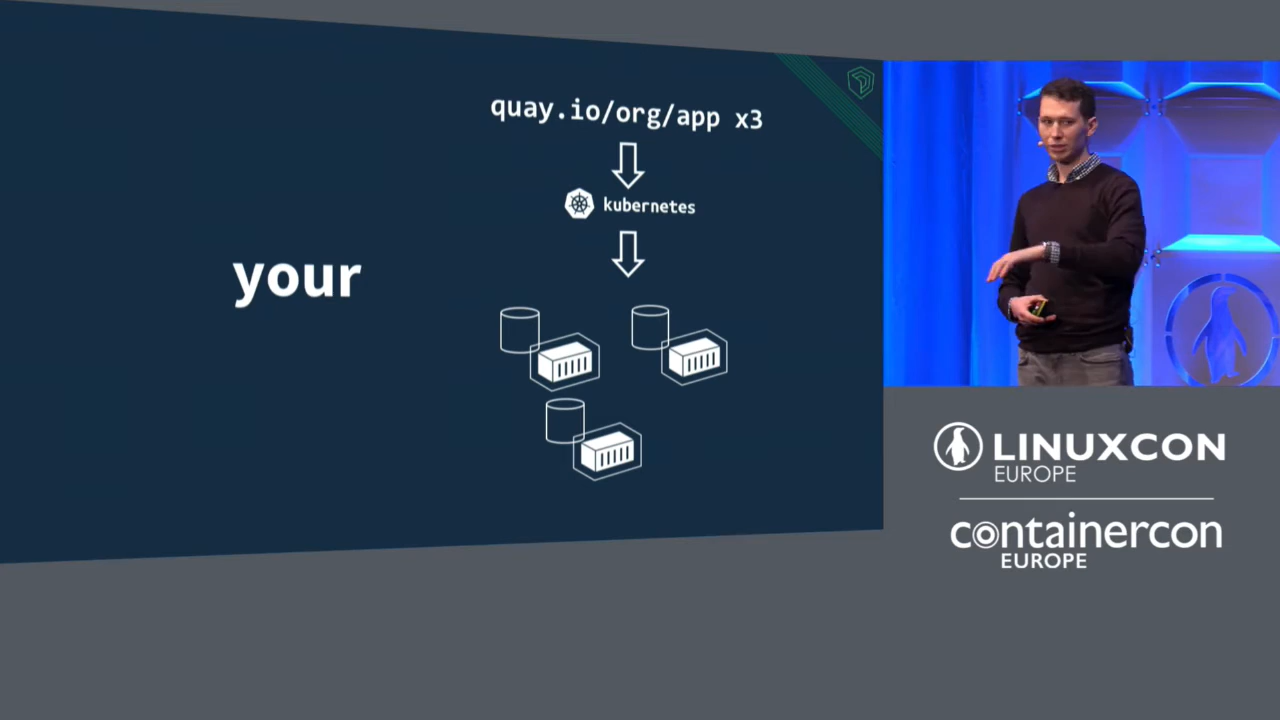 quay.io/org/app x3
kubernetes
your
LINUXCON
EUROPE
containercon
EUROPE